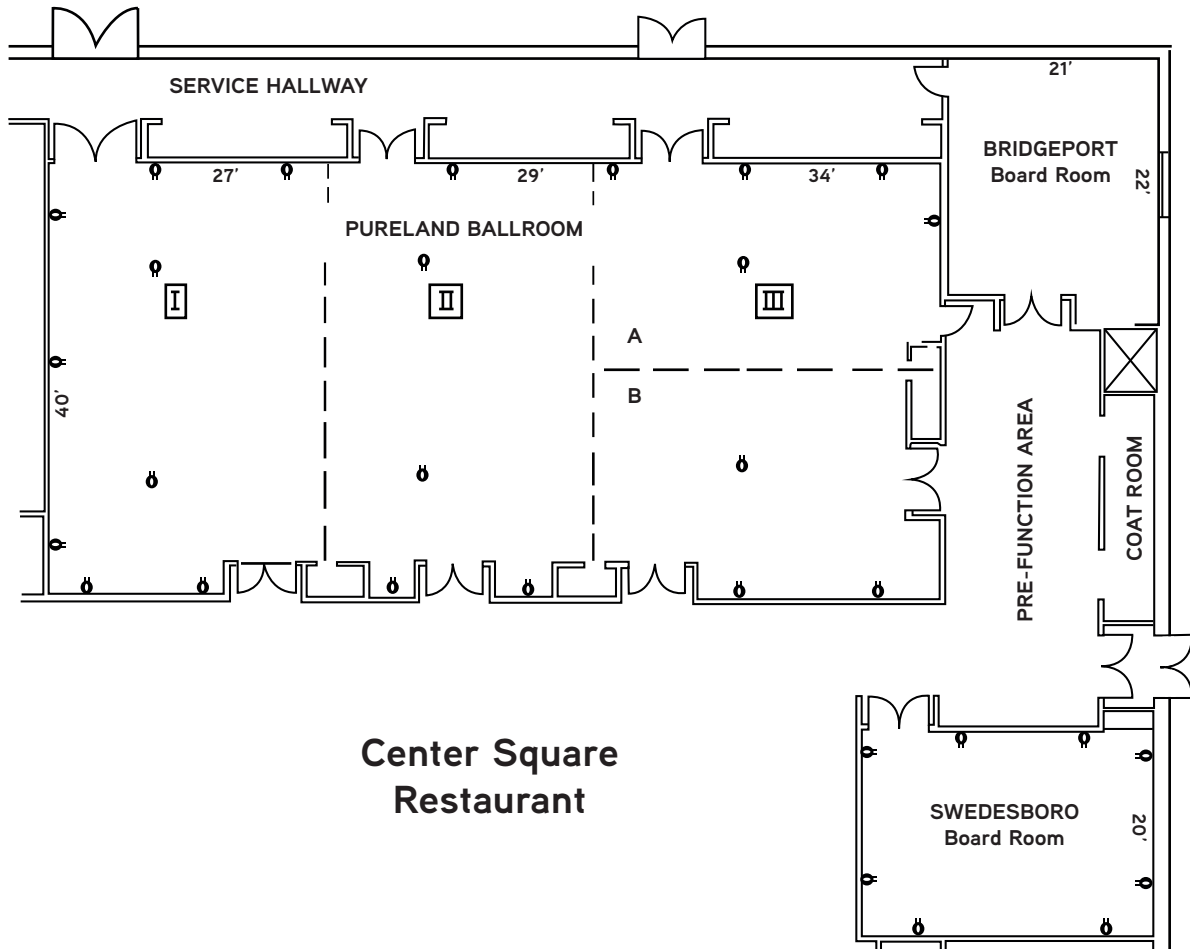 SERVICE HALLWAY
21′
BRIDGEPORT
Board Room
22′
27′
29′
34′
PURELAND BALLROOM
I
II
III
A
B
40′
PRE-FUNCTION AREA
COAT ROOM
Center Square
Restaurant
SWEDESBORO
Board Room
20′